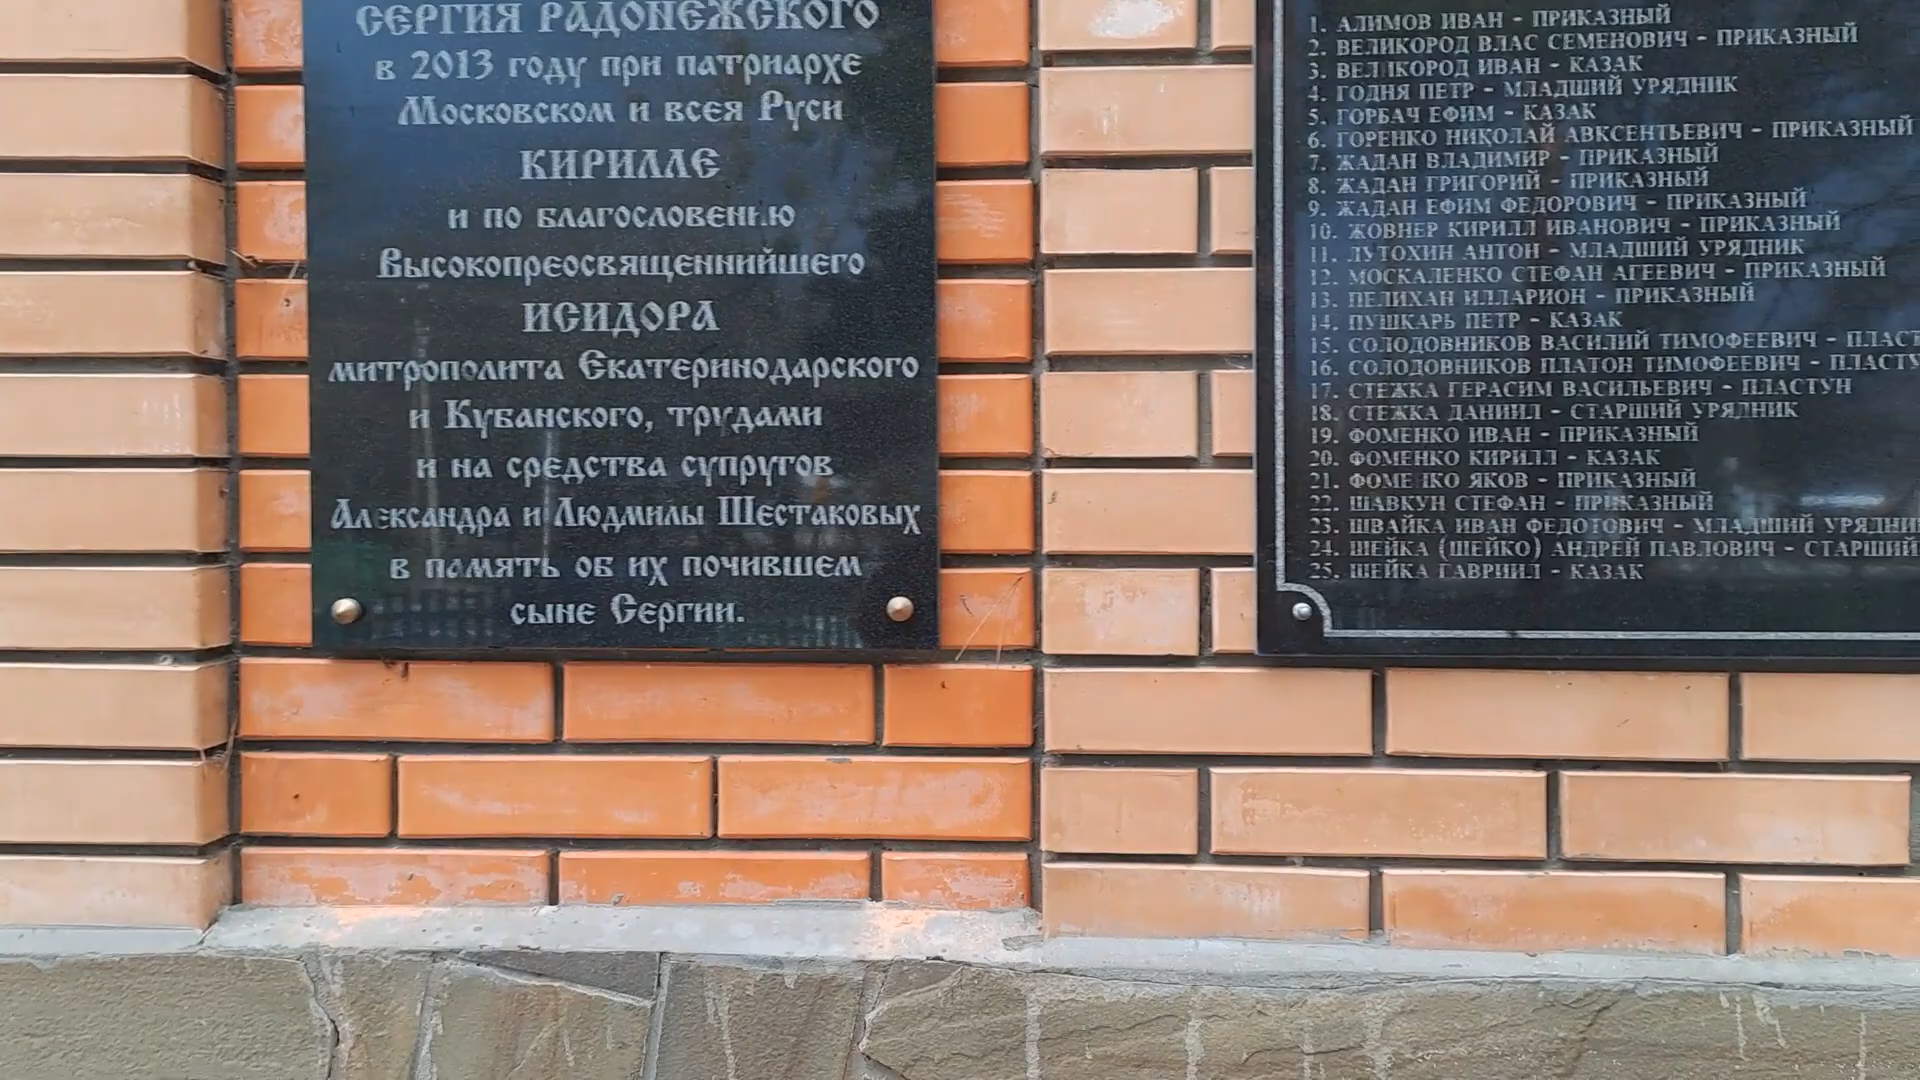 СЕРГИЯ РАДОНЕЖСКОГО
в 2013 году при патриархе
Московском и всея Руси
КИРИЛЛЕ
и по благословению
Высокопреосвященнийшего
ИСИДОРА
митрополита Екатеринодарского
и Кубанского, трудами
и на средства супругов
Александра и Людмилы Шестаковых
в память об их почившем
сыне Сергии.
1. АЛИМОВ ИВАН - ПРИКАЗНЫЙ
2. ВЕЛИКОРОД ВЛАС СЕМЕНОВИЧ - ПРИКАЗНЫЙ
3. ВЕЛИКОРОД ИВАН - КАЗАК
4. ГОДНЯ ПЕТР - МЛАДШИЙ УРЯДНИК
5. ГОРБАЧ ЕФИМ - КАЗАК
6. ГОРЕНКО НИКОЛАЙ АВКСЕНТЬЕВИЧ - ПРИКАЗНЫЙ
7. ЖАДАН ВЛАДИМИР - ПРИКАЗНЫЙ
8. ЖАДАН ГРИГОРИЙ - ПРИКАЗНЫЙ
9. ЖАДАН ЕФИМ ФЕДОРОВИЧ - ПРИКАЗНЫЙ
10. ЖОВНЕР КИРИЛЛ ИВАНОВИЧ - ПРИКАЗНЫЙ
11. ЛУТОХИН АНТОН - МЛАДШИЙ УРЯДНИК
12. МОСКАЛЕНКО СТЕФАН АГЕЕВИЧ - ПРИКАЗНЫЙ
13. ПЕЛИХАН ИЛЛАРИОН - ПРИКАЗНЫЙ
14. ПУШКАРЬ ПЕТР - КАЗАК
15. СОЛОДОВНИКОВ ВАСИЛИЙ ТИМОФЕЕВИЧ - ПЛАСТ
16. СОЛОДОВНИКОВ ПЛАТОН ТИМОФЕЕВИЧ - ПЛАСТУ
17. СТЕЖКА ГЕРАСИМ ВАСИЛЬЕВИЧ - ПЛАСТУН
18. СТЕЖКА ДАНИИЛ - СТАРШИЙ УРЯДНИК
19. ФОМЕНКО ИВАН - ПРИКАЗНЫЙ
20. ФОМЕНКО КИРИЛЛ - КАЗАК
21. ФОМЕНКО ЯКОВ - ПРИКАЗНЫЙ
22. ШАВКУН СТЕФАН - ПРИКАЗНЫЙ
23. ШВАЙКА ИВАН ФЕДОТОВИЧ - МЛАДШИЙ УРЯДНИ
24. ШЕЙКА (ШЕЙКО) АНДРЕЙ ПАВЛОВИЧ - СТАРШИЙ
25. ШЕЙКА ГАВРИИЛ - КАЗАК